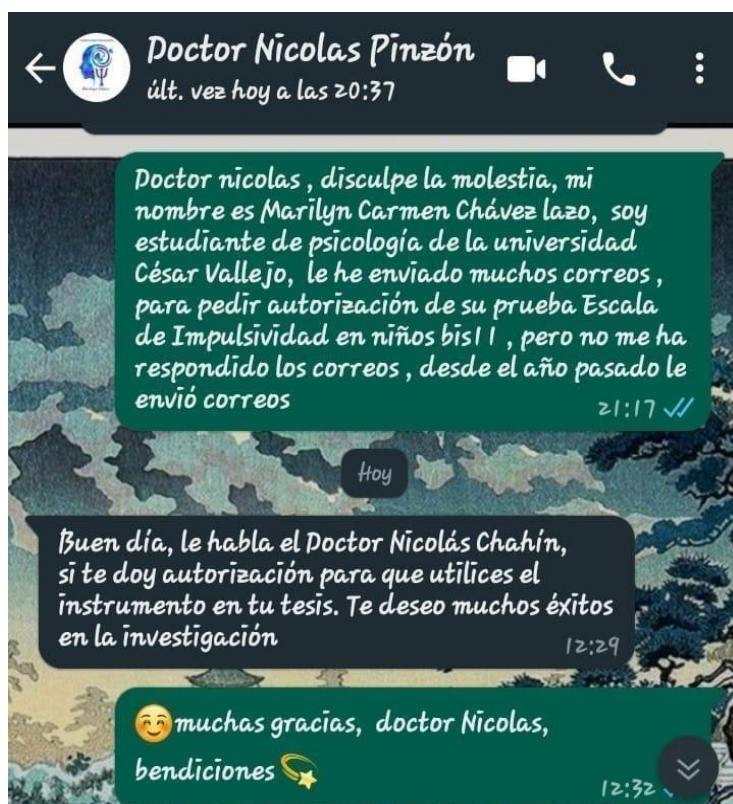 Doctor Nicolas Pinzón
últ. vez hoy a las 20:37
Doctor nicolas , disculpe la molestia, mi
nombre es Marilyn Carmen Chávez lazo, soy
estudiante de psicología de la universidad
César Vallejo, le he enviado muchos correos ,
para pedir autorización de su prueba Escala
de Impulsividad en niños bis11 , pero no me ha
respondido los correos , desde el año pasado le
envió correos
21:17
Hoy
Buen día, le habla el Doctor Nicolás Chahín,
si te doy autorización para que utilices el
instrumento en tu tesis. Te deseo muchos éxitos
en la investigación
12:29
😊muchas gracias, doctor Nicolas,
bendiciones 💫
12:32